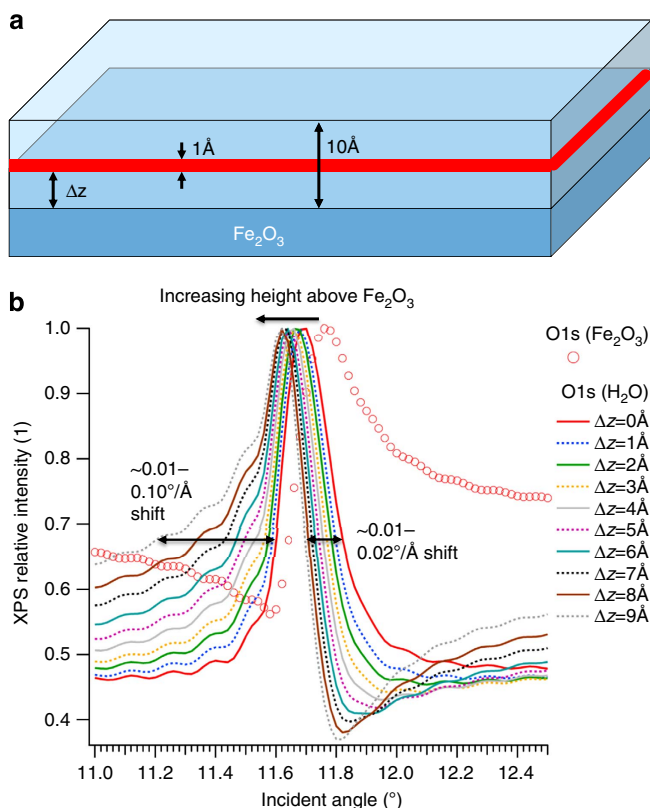 a
1Å
10Å
Δz
Fe₂O₃
b
Increasing height above Fe₂O₃
1.0
0.9
0.8
0.7
0.6
0.5
0.4
XPS relative intensity (1)
~0.01–
0.10°/Å
shift
~0.01–
0.02°/Å shift
11.0
11.2
11.4
11.6
11.8
12.0
12.2
12.4
Incident angle (°)
O1s (Fe₂O₃)
O1s (H₂O)
Δz=0Å
Δz=1Å
Δz=2Å
Δz=3Å
Δz=4Å
Δz=5Å
Δz=6Å
Δz=7Å
Δz=8Å
Δz=9Å